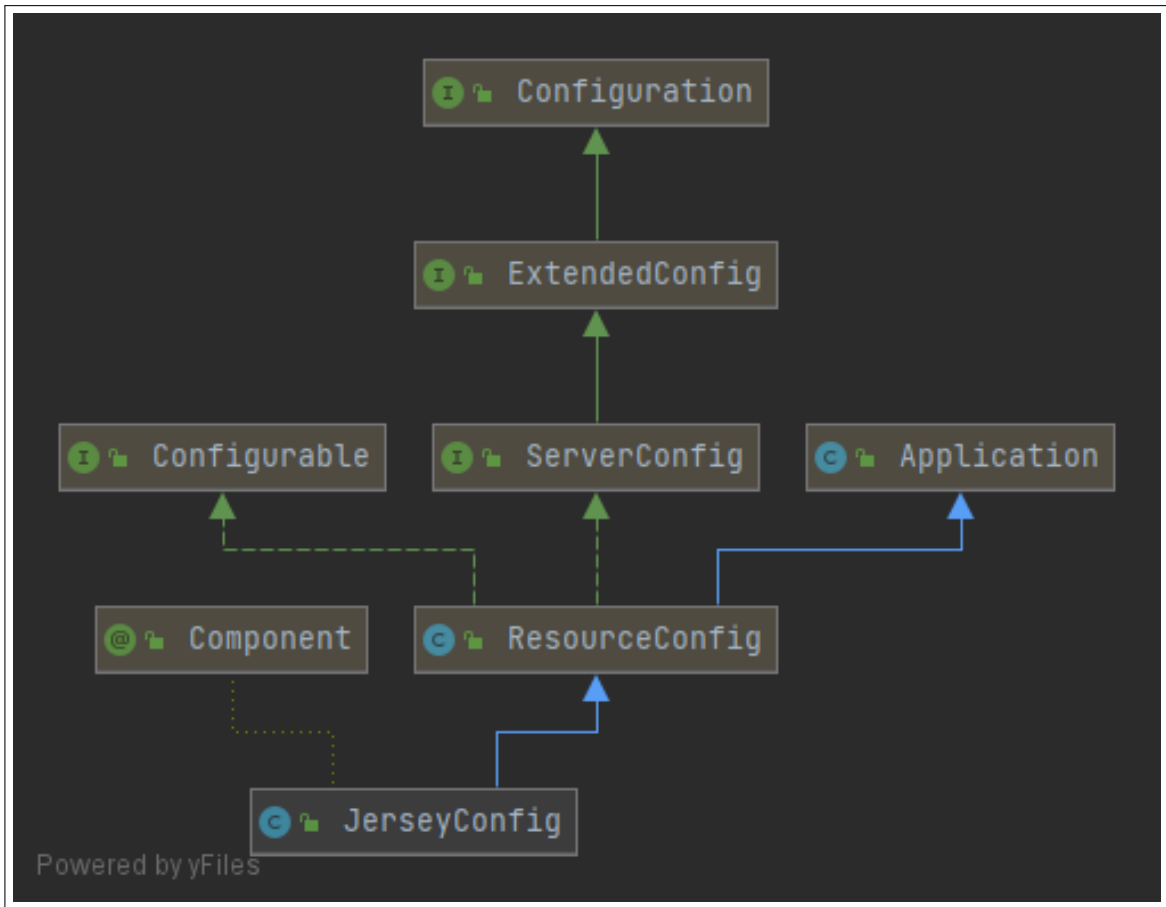 I Configuration
I ExtendedConfig
I Configurable
I ServerConfig
C Application
@ Component
C ResourceConfig
C JerseyConfig
Powered by yFiles